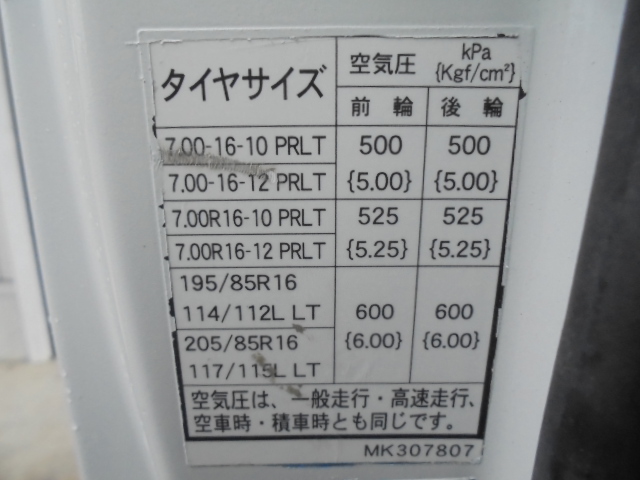 タイヤサイズ 空気圧 kPa
{Kgf/cm²}
前輪 後輪
7.00-16-10 PRLT 500 500
7.00-16-12 PRLT {5.00} {5.00}
7.00R16-10 PRLT 525 525
7.00R16-12 PRLT {5.25} {5.25}
195/85R16
114/112L LT 600 600
205/85R16 {6.00} {6.00}
117/115L LT
空気圧は、一般走行・高速走行、
空車時・積車時とも同じです。
MK307807